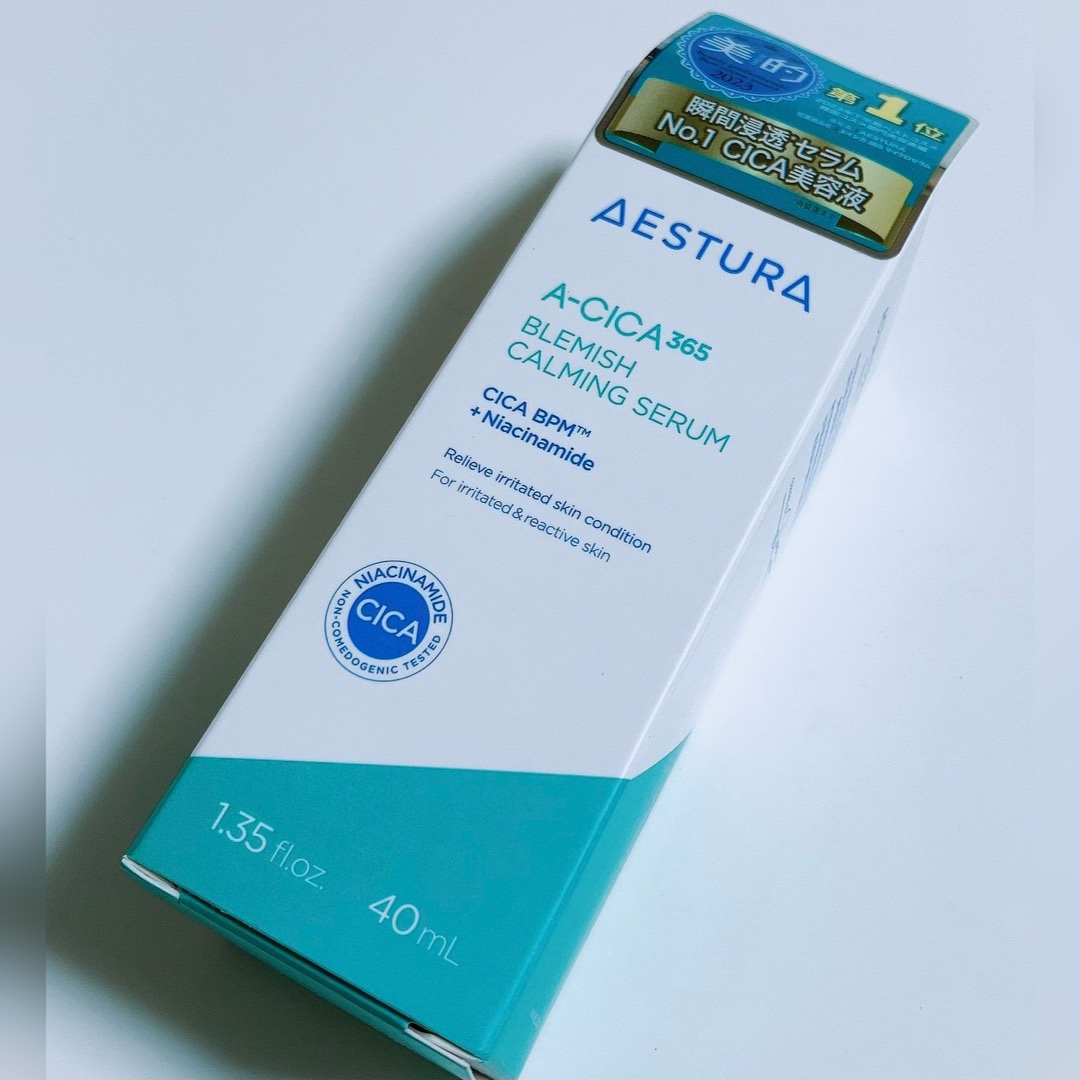 美的
2023
第1位
瞬間浸透セラム
No.1 CICA美容液
AESTURA
A-CICA365
BLEMISH
CALMING SERUM
CICA BPM™
+Niacinamide
Relieve irritated skin condition
For irritated & reactive skin
NIACINAMIDE
CICA
NON-COMEDOGENIC TESTED
1.35 fl.oz.
40 mL